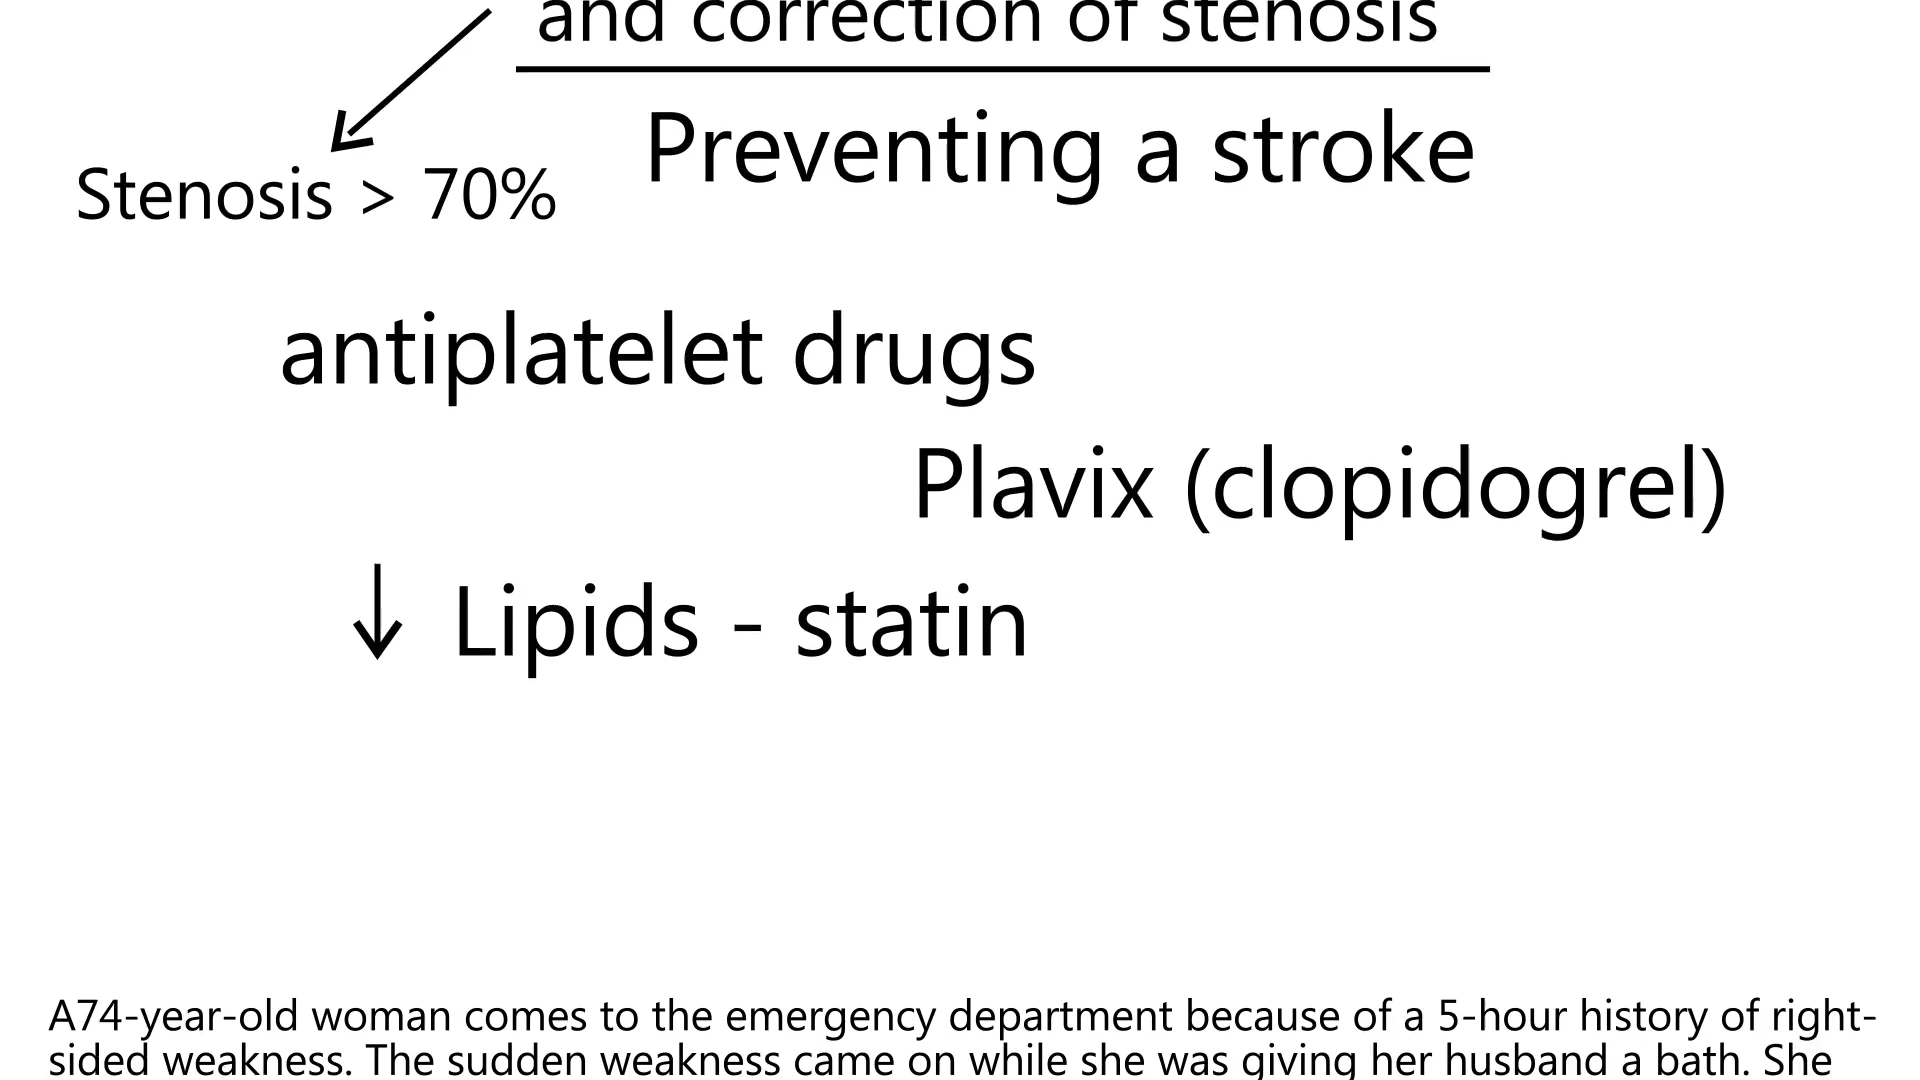 and correction of stenosis
Preventing a stroke
Stenosis > 70%
antiplatelet drugs
Plavix (clopidogrel)
↓ Lipids - statin
A74-year-old woman comes to the emergency department because of a 5-hour history of right-
sided weakness. The sudden weakness came on while she was giving her husband a bath. She